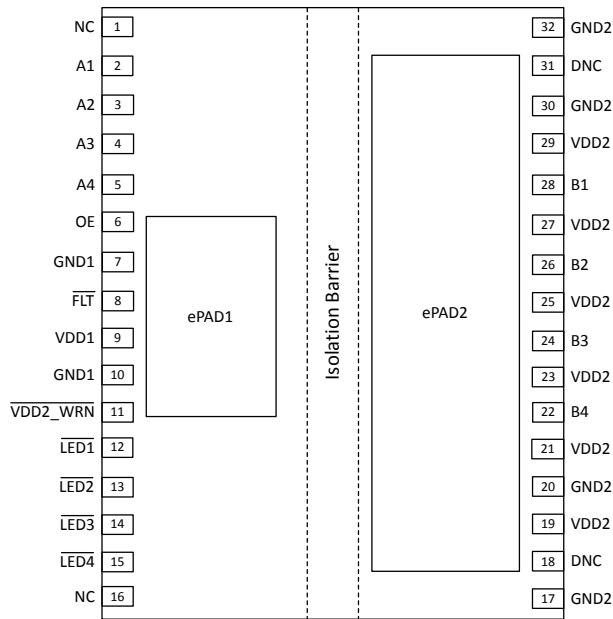 NC 1 32 GND2
A1 2 31 DNC
A2 3 30 GND2
A3 4 29 VDD2
A4 5 28 B1
OE 6 27 VDD2
GND1 7 26 B2
FLT 8 25 VDD2
ePAD1 Isolation Barrier ePAD2
VDD1 9 24 B3
GND1 10 23 VDD2
VDD2_WRN 11 22 B4
LED1 12 21 VDD2
LED2 13 20 GND2
LED3 14 19 VDD2
LED4 15 18 DNC
NC 16 17 GND2